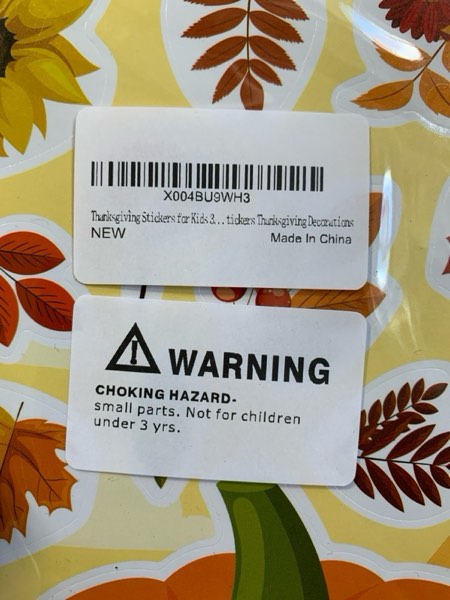 X004BU9WH3
Thanksgiving Stickers for Kids 3...tickers Thanksgiving Decorations
NEW
Made In China
WARNING
CHOKING HAZARD-
small parts. Not for children
under 3 yrs.